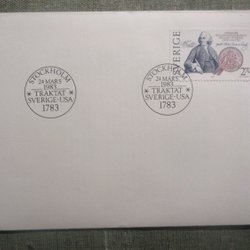 STOCKHOLM
24 MARS
1983
* TRAKTAT *
SVERIGE-USA
1783
STOCKHOLM
24 MARS
1983
* TRAKTAT *
SVERIGE-USA
1783
SVERIGE